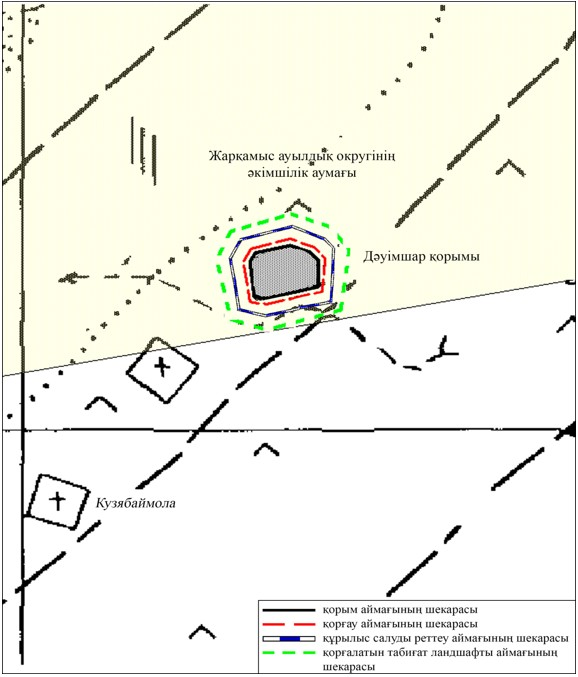 Жарқамыс ауылдық округінің
әкімшілік аумағы
Дәуімшар қорымы
Кузябаймола
қорым аймағының шекарасы
қорғау аймағының шекарасы
құрылыс салуды реттеу аймағының шекарасы
қорғалатын табиғат ландшафты аймағының
шекарасы